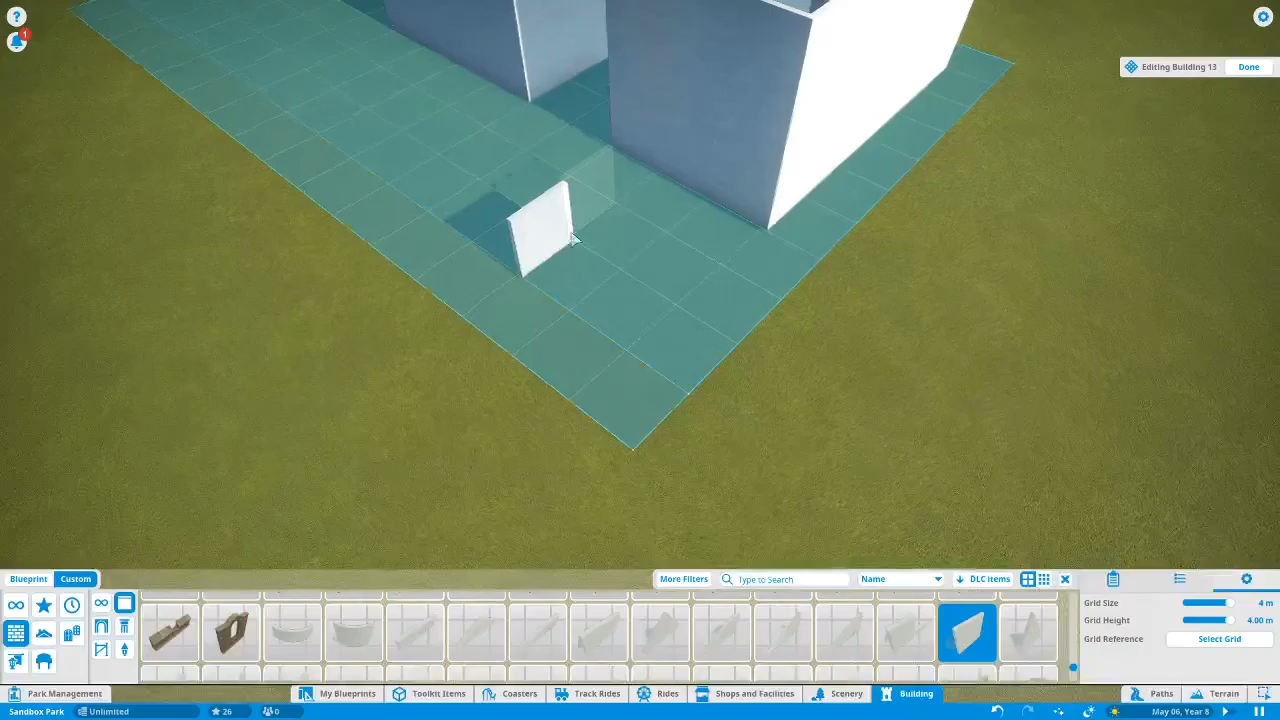 ?
1
Editing Building 13 Done
Blueprint Custom More Filters Type to Search Name DLC items
Grid Size 4 m
Grid Height 4.00 m
Grid Reference Select Grid
Park Management My Blueprints Toolkit Items Coasters Track Rides Rides Shops and Facilities Scenery Building Paths Terrain
Sandbox Park Unlimited 26 0 May 06, Year 8